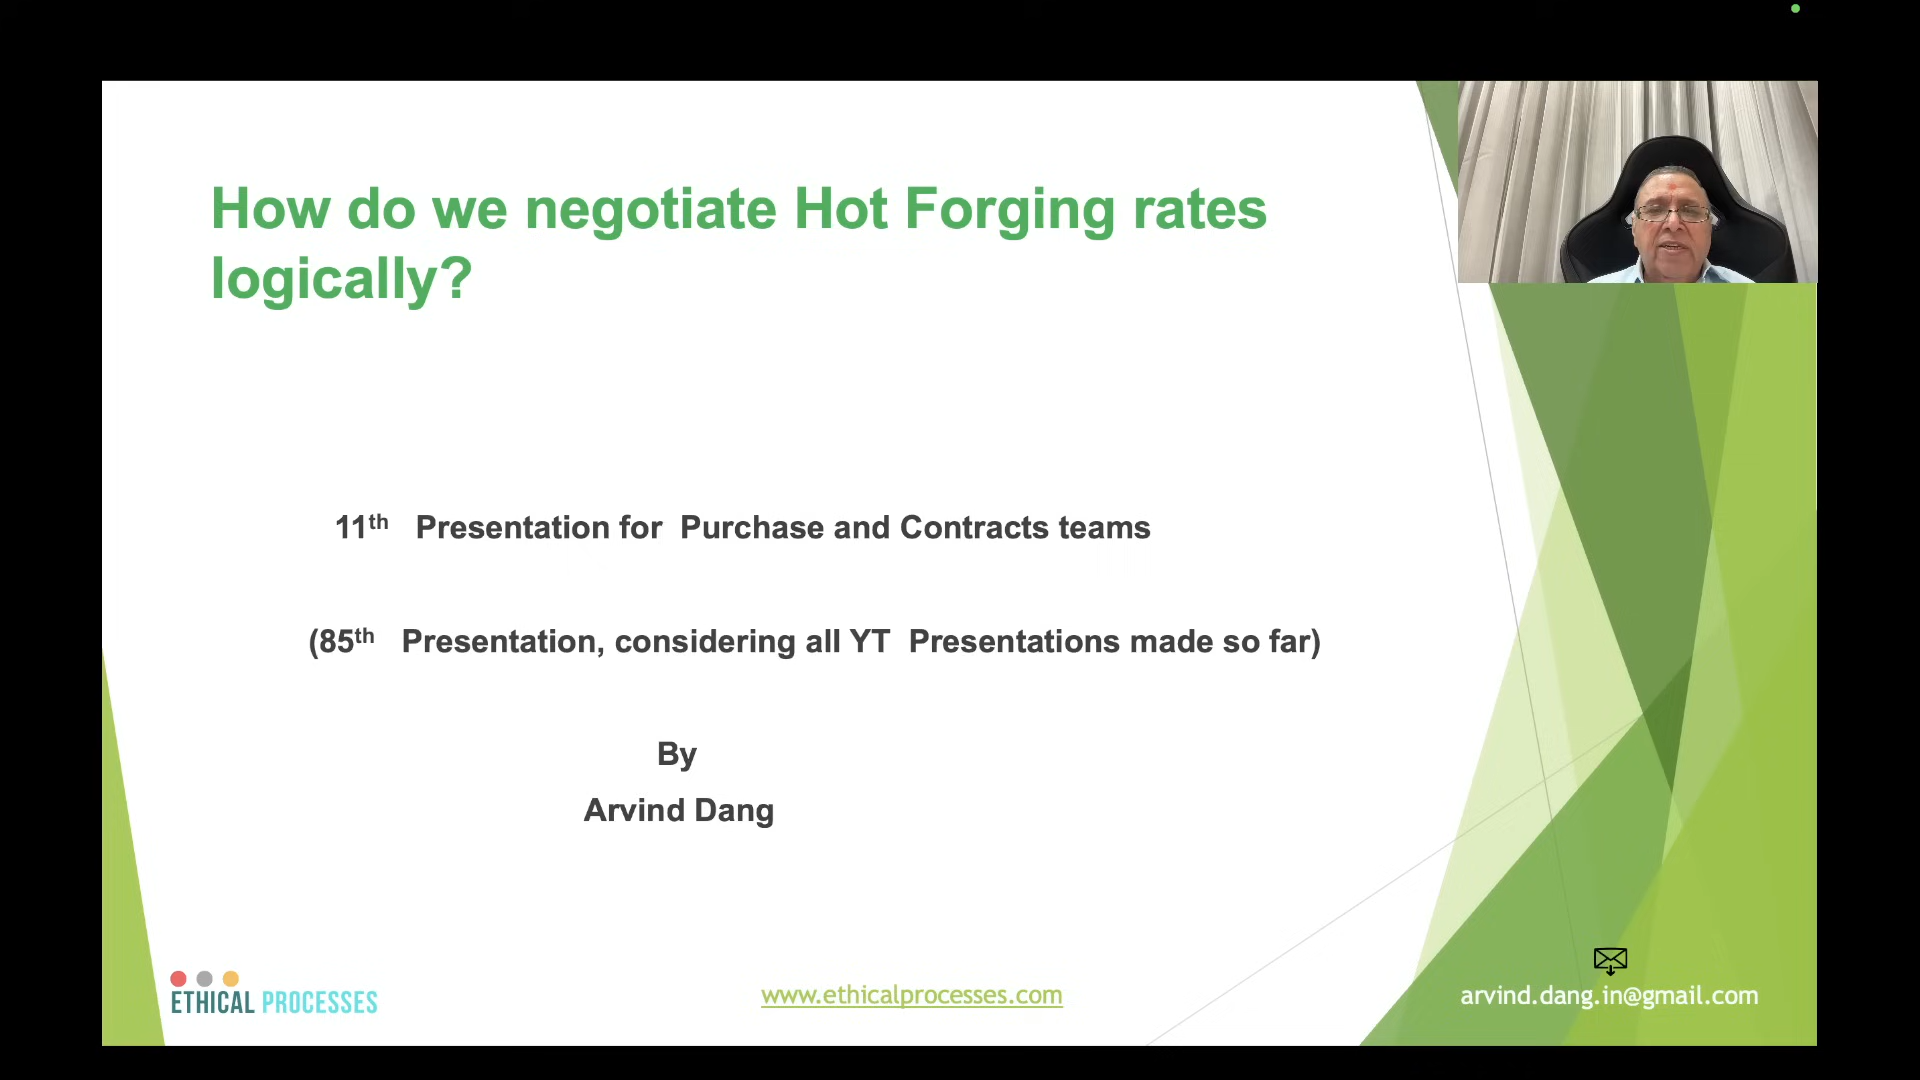 How do we negotiate Hot Forging rates
logically?
11th Presentation for Purchase and Contracts teams
(85th Presentation, considering all YT Presentations made so far)
By
Arvind Dang
ETHICAL PROCESSES
www.ethicalprocesses.com
arvind.dang.in@gmail.com